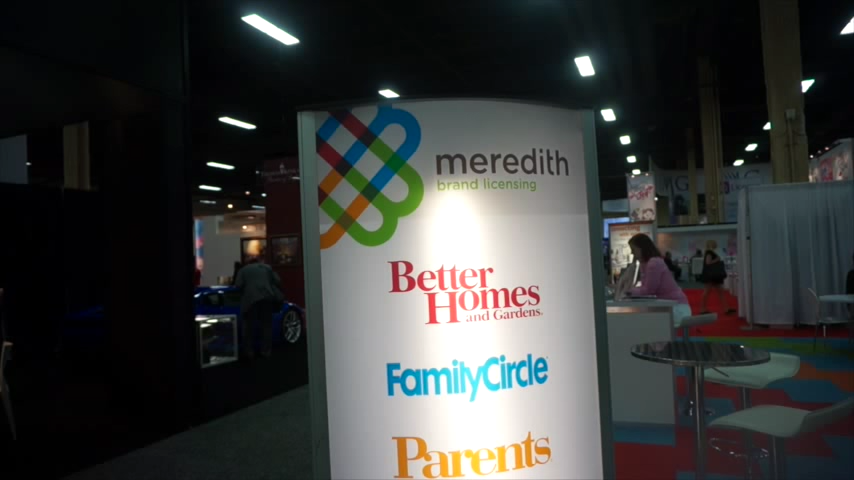 meredith
brand licensing
Better
Homes
and Gardens
FamilyCircle
Parents